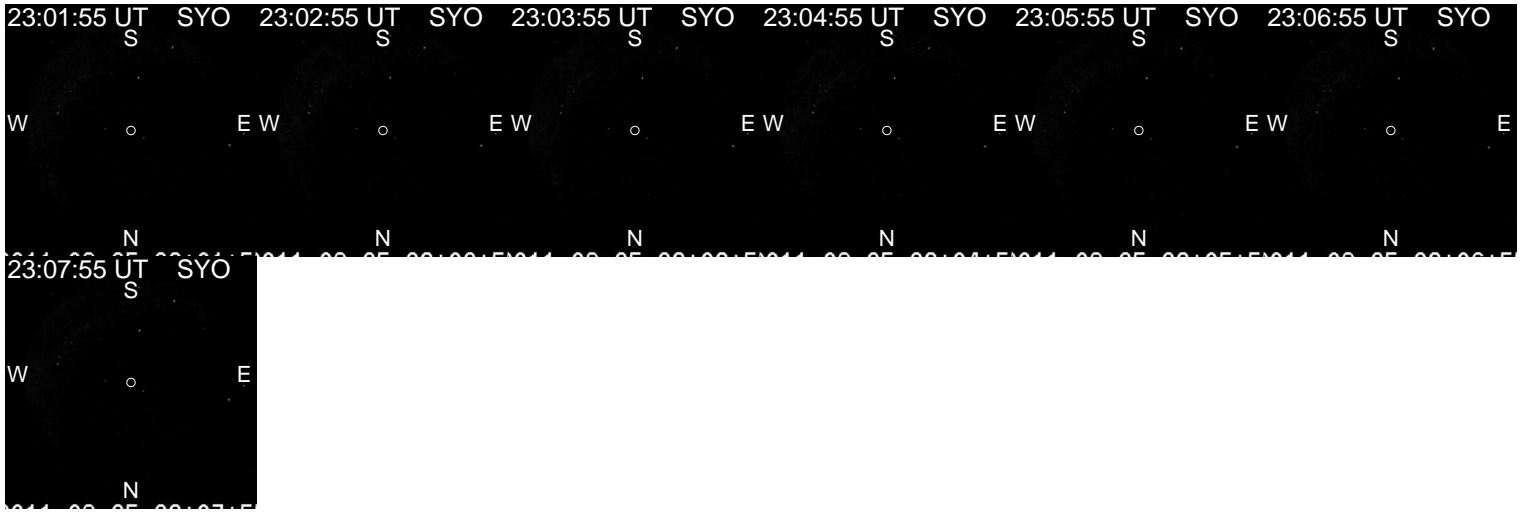 23:01:55 UT SYO 23:02:55 UT SYO 23:03:55 UT SYO 23:04:55 UT SYO 23:05:55 UT SYO 23:06:55 UT SYO
S S S S S S
W E W E W E W E W E W E
N N N N N N
23:07:55 UT SYO
S
W E
N